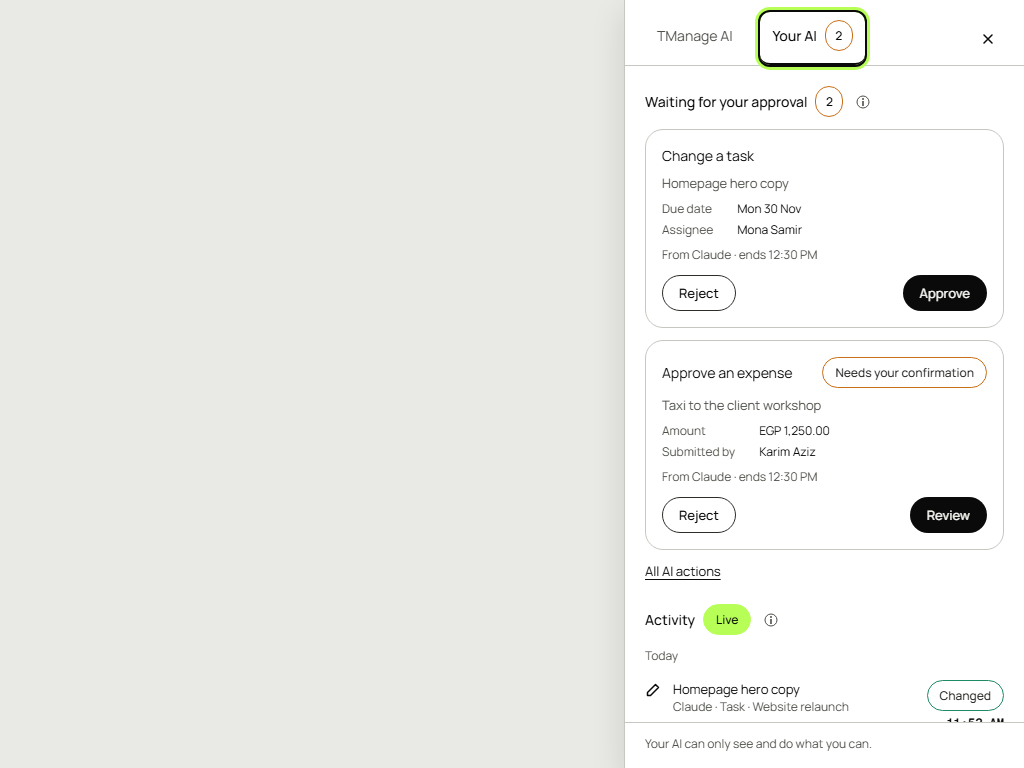 TManage AI
Your AI 2
Waiting for your approval 2
Change a task
Homepage hero copy
Due date Mon 30 Nov
Assignee Mona Samir
From Claude · ends 12:30 PM
Reject Approve
Approve an expense Needs your confirmation
Taxi to the client workshop
Amount EGP 1,250.00
Submitted by Karim Aziz
From Claude · ends 12:30 PM
Reject Review
All AI actions
Activity Live
Today
Homepage hero copy Changed
Claude · Task · Website relaunch
Your AI can only see and do what you can.